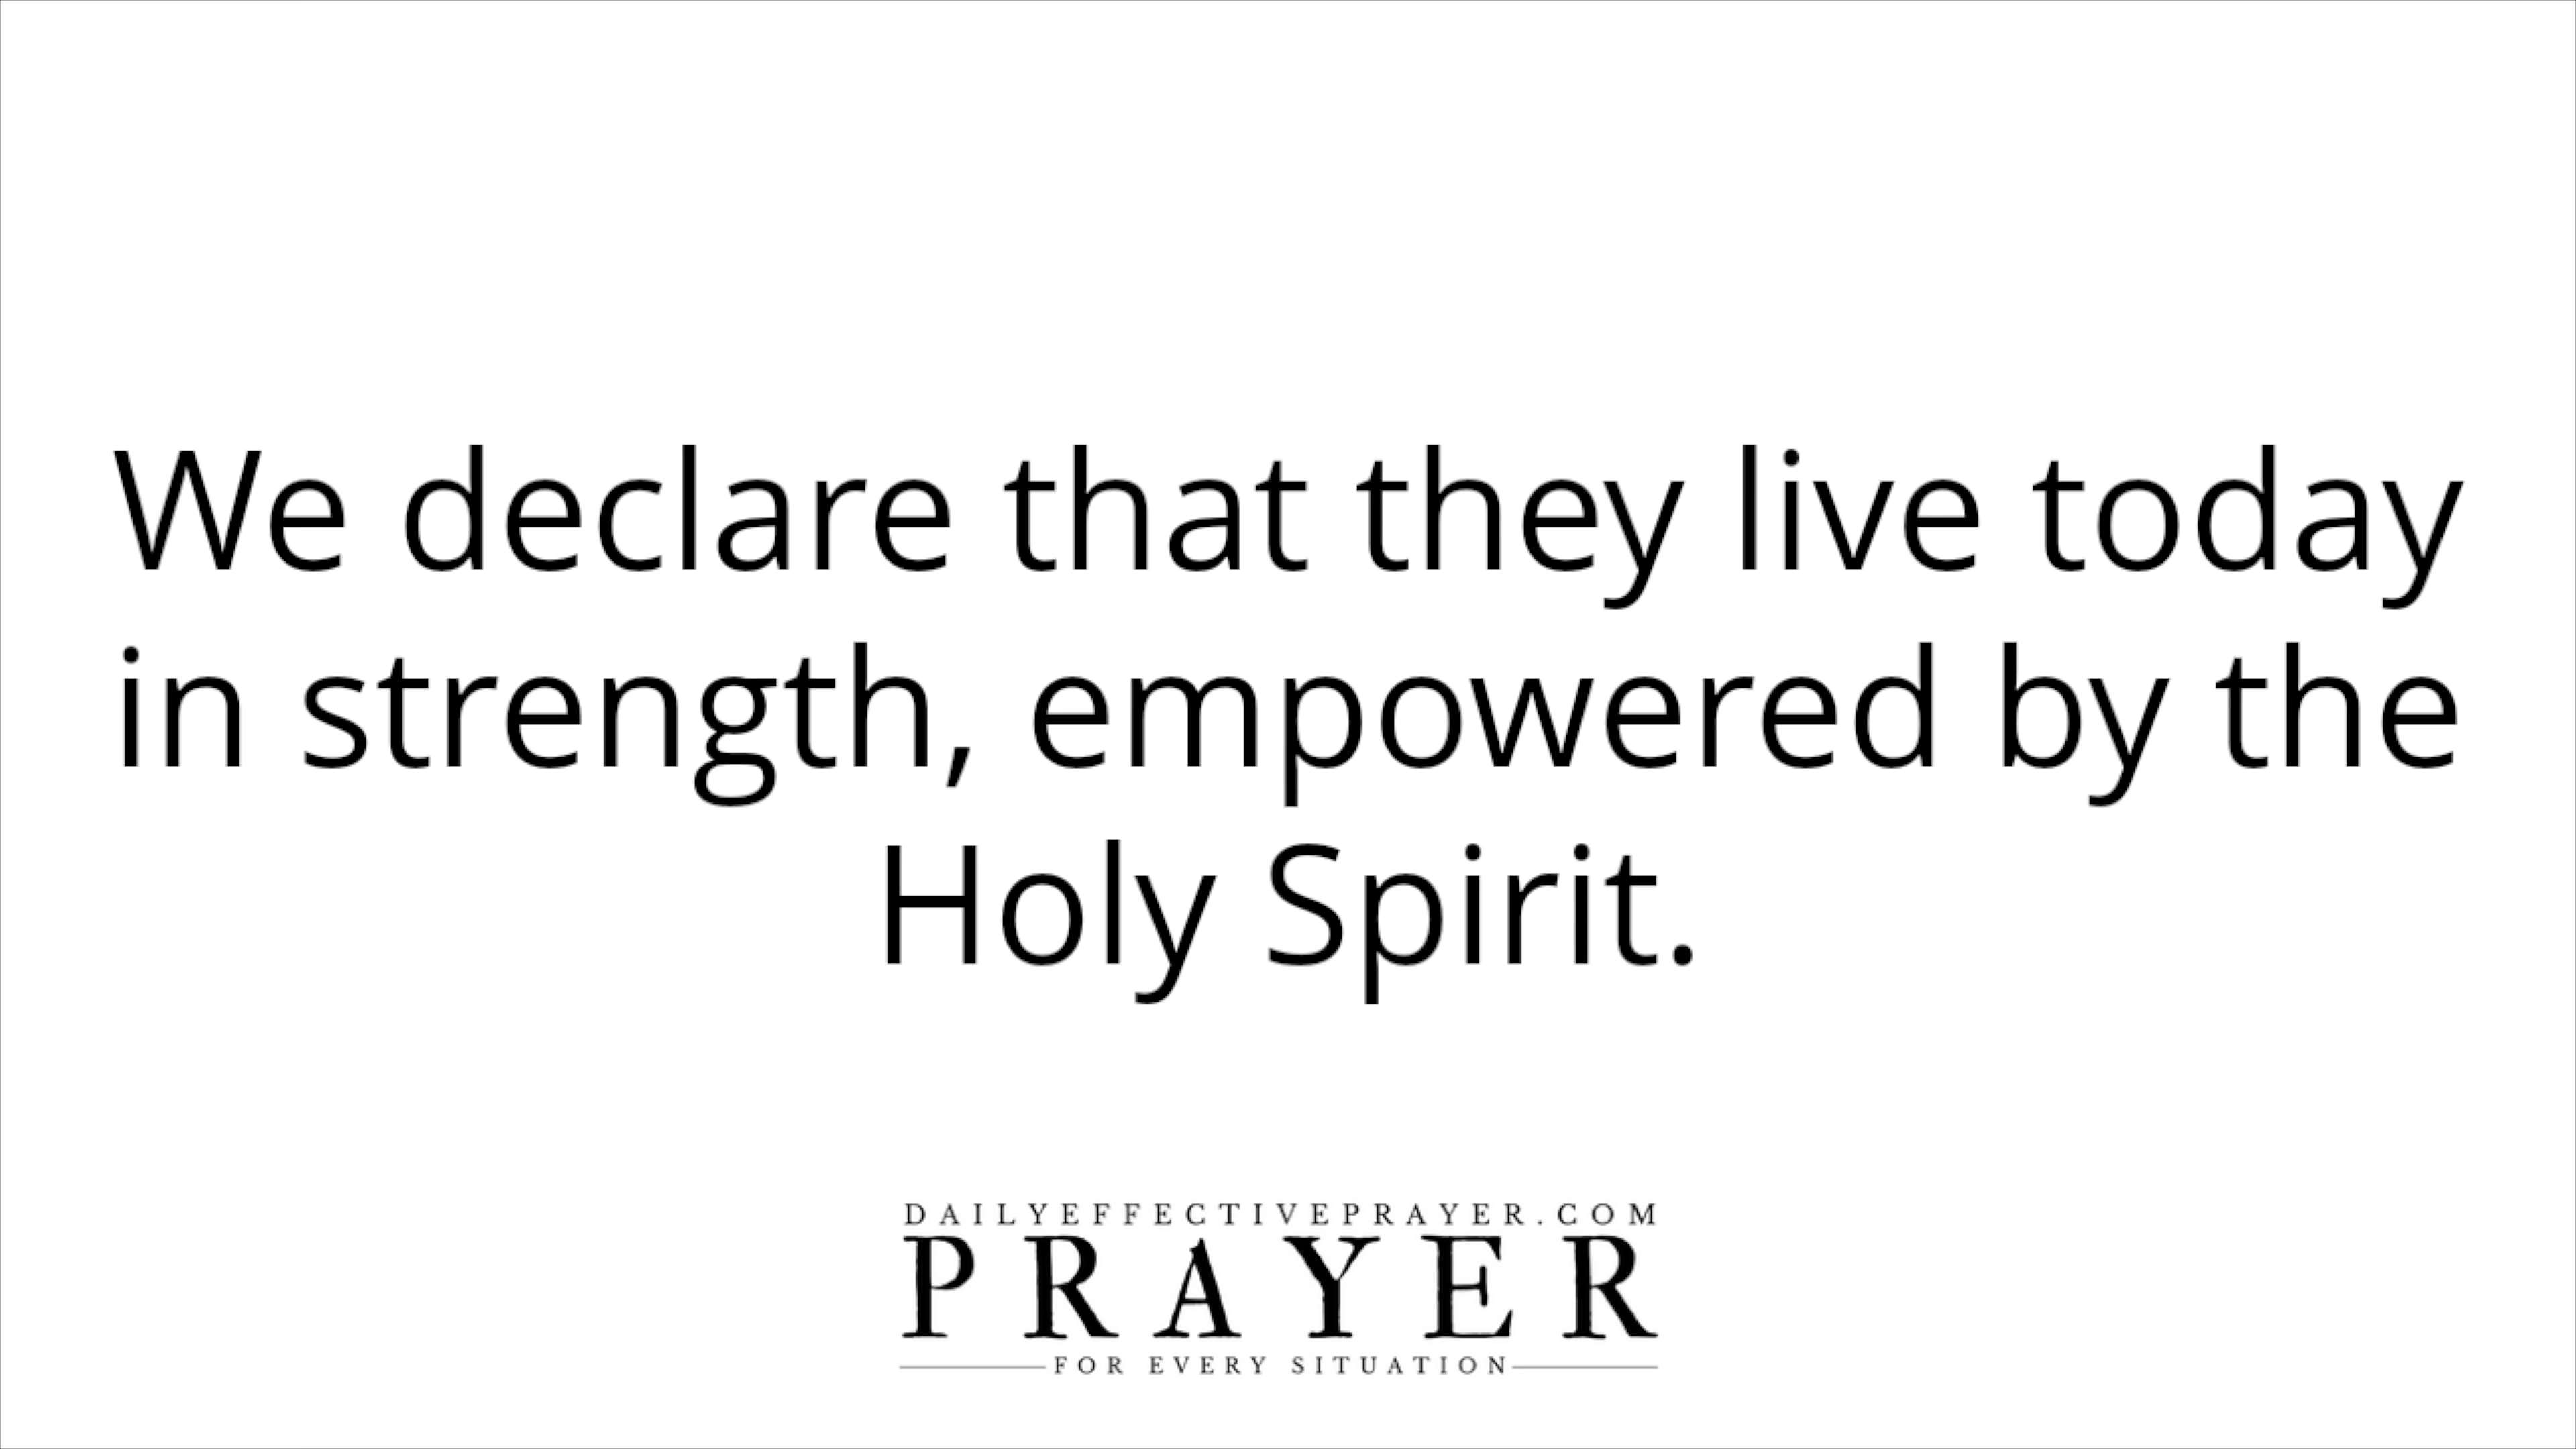 We declare that they live today
in strength, empowered by the
Holy Spirit.
DAILYEFFECTIVEPRAYER.COM
PRAYER
FOR EVERY SITUATION